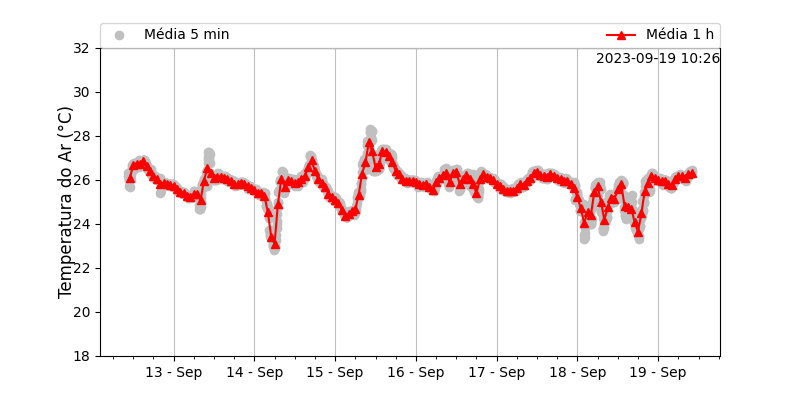 Média 5 min
Média 1 h
2023-09-19 10:26
Temperatura do Ar (°C)
32
30
28
26
24
22
20
18
13 - Sep
14 - Sep
15 - Sep
16 - Sep
17 - Sep
18 - Sep
19 - Sep